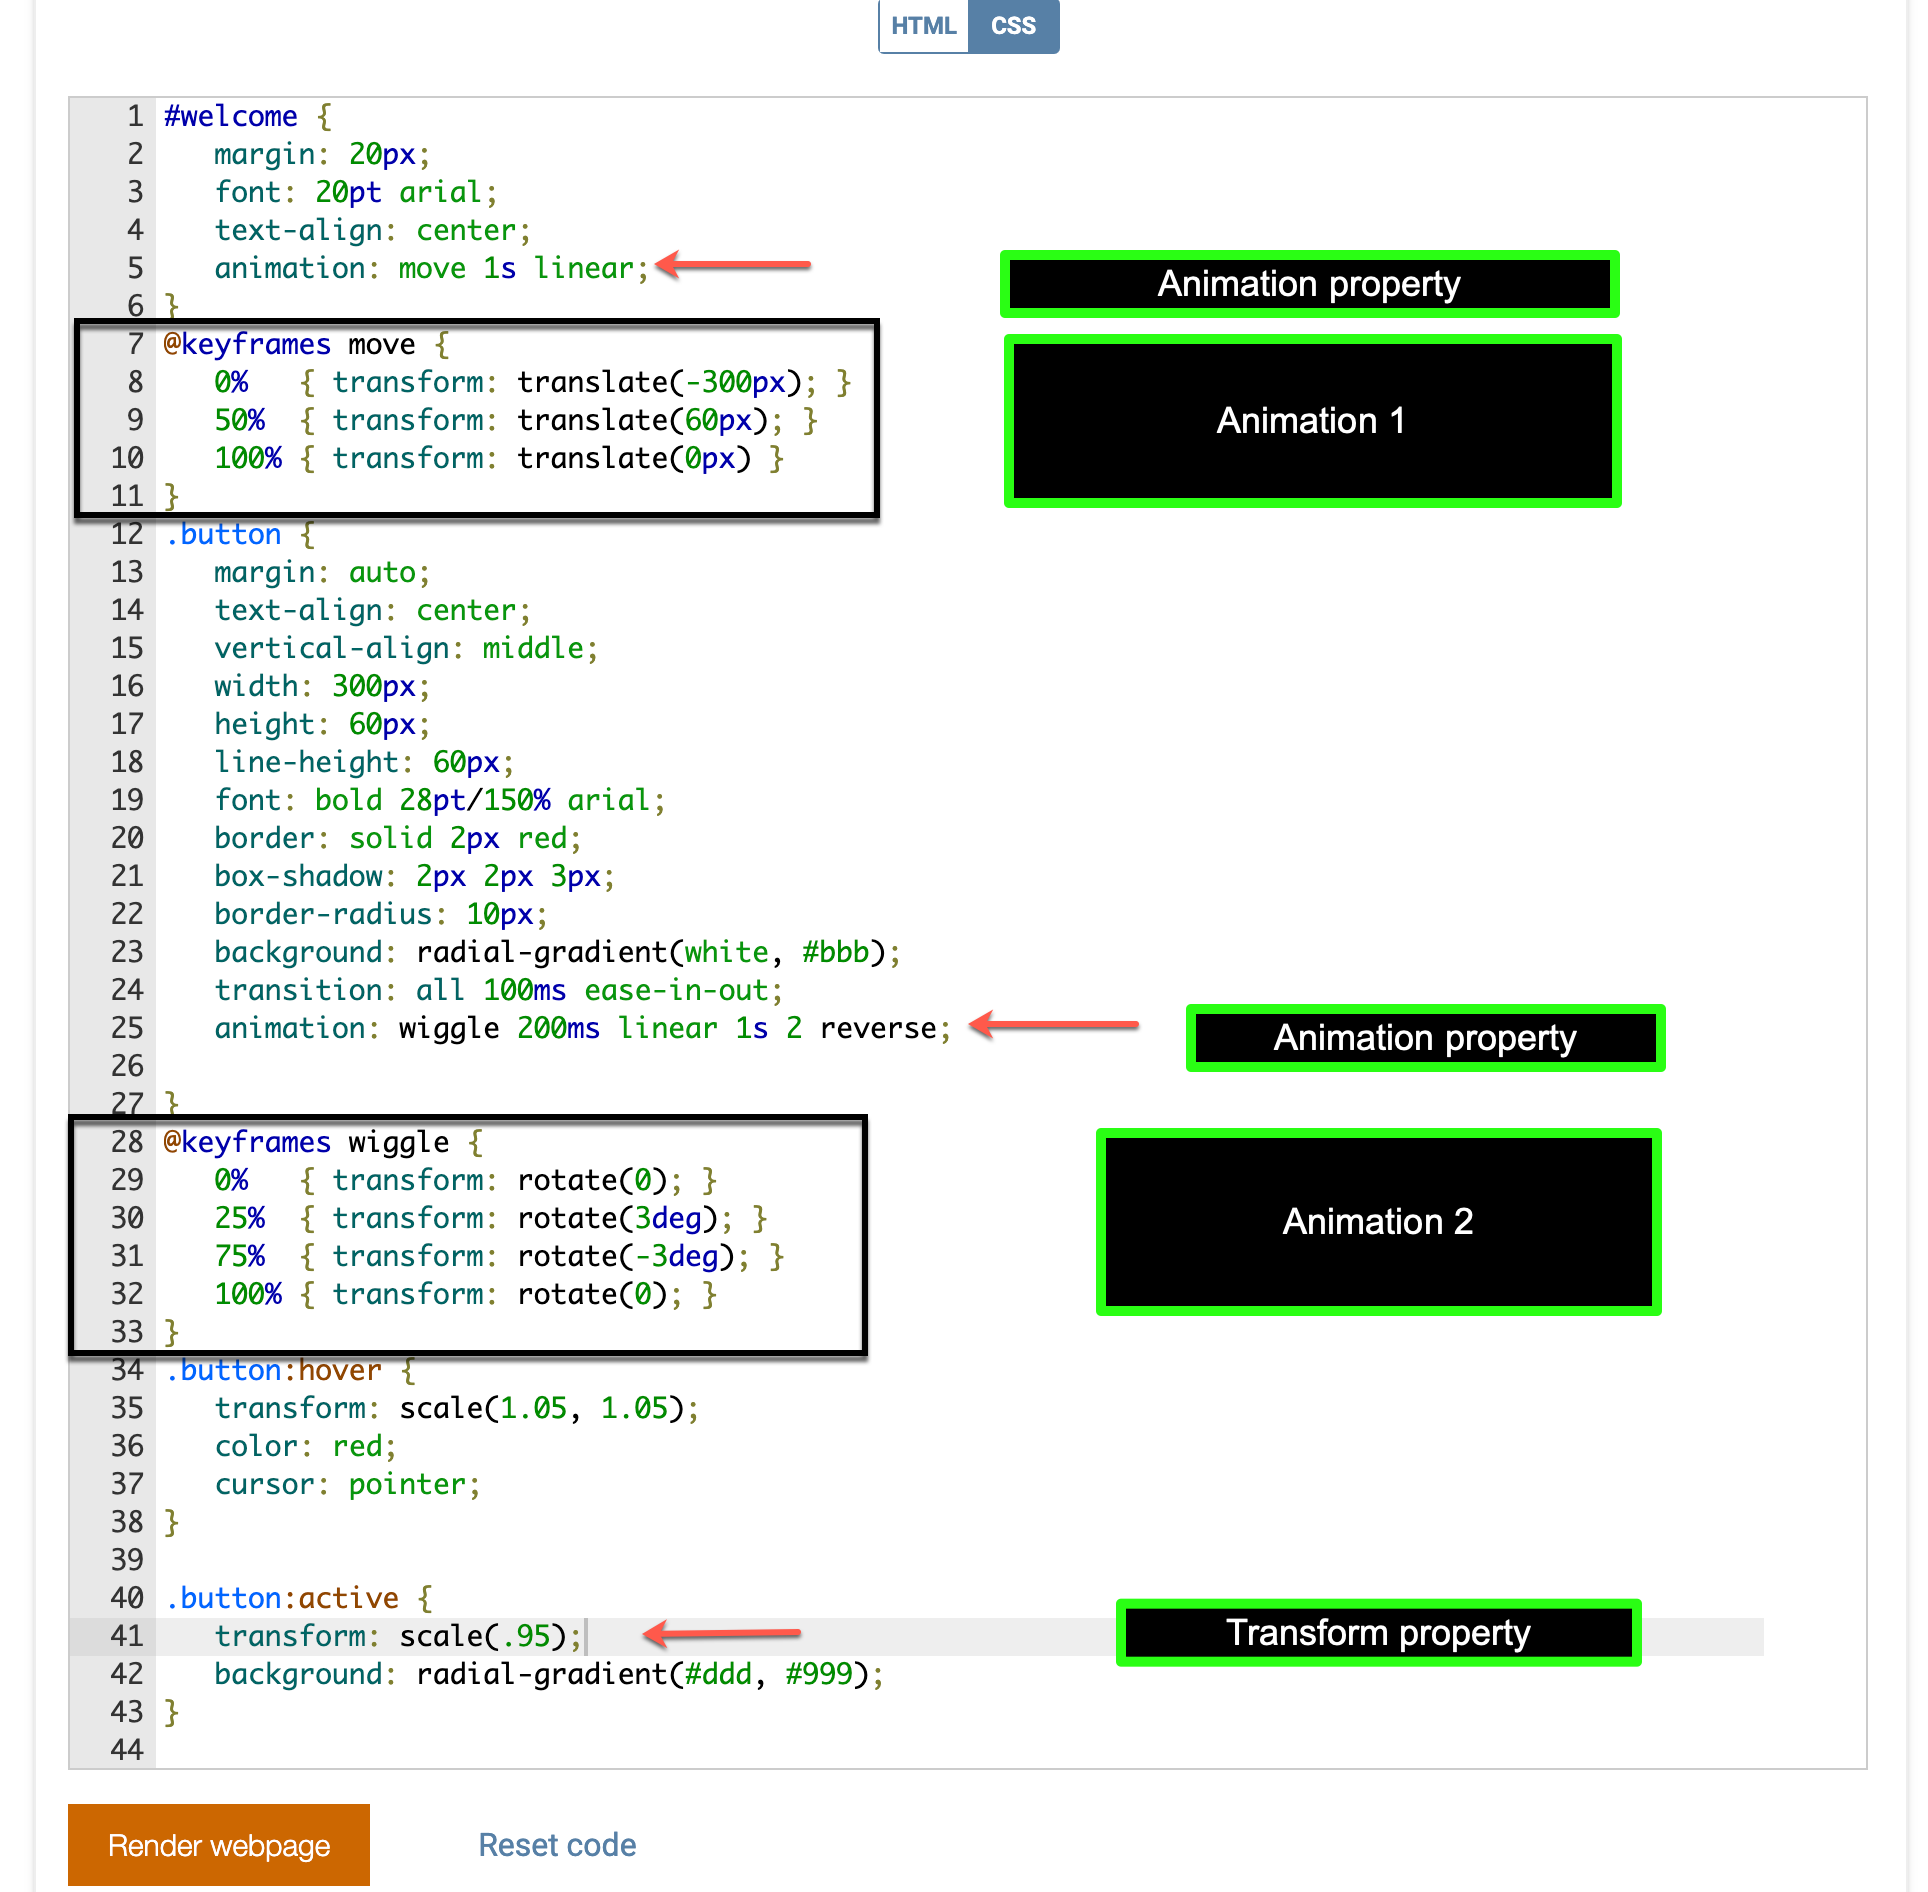 HTML CSS
1 #welcome {
2 margin: 20px;
3 font: 20pt arial;
4 text-align: center;
5 animation: move 1s linear;
Animation property
6 }
7 @keyframes move {
8 0% { transform: translate(-300px); }
9 50% { transform: translate(60px); }
Animation 1
10 100% { transform: translate(0px) }
11 }
12 .button {
13 margin: auto;
14 text-align: center;
15 vertical-align: middle;
16 width: 300px;
17 height: 60px;
18 line-height: 60px;
19 font: bold 28pt/150% arial;
20 border: solid 2px red;
21 box-shadow: 2px 2px 3px;
22 border-radius: 10px;
23 background: radial-gradient(white, #bbb);
24 transition: all 100ms ease-in-out;
25 animation: wiggle 200ms linear 1s 2 reverse;
Animation property
26
27 }
28 @keyframes wiggle {
29 0% { transform: rotate(0); }
30 25% { transform: rotate(3deg); }
Animation 2
31 75% { transform: rotate(-3deg); }
32 100% { transform: rotate(0); }
33 }
34 .button:hover {
35 transform: scale(1.05, 1.05);
36 color: red;
37 cursor: pointer;
38 }
39
40 .button:active {
41 transform: scale(.95);
Transform property
42 background: radial-gradient(#ddd, #999);
43 }
44
Render webpage Reset code